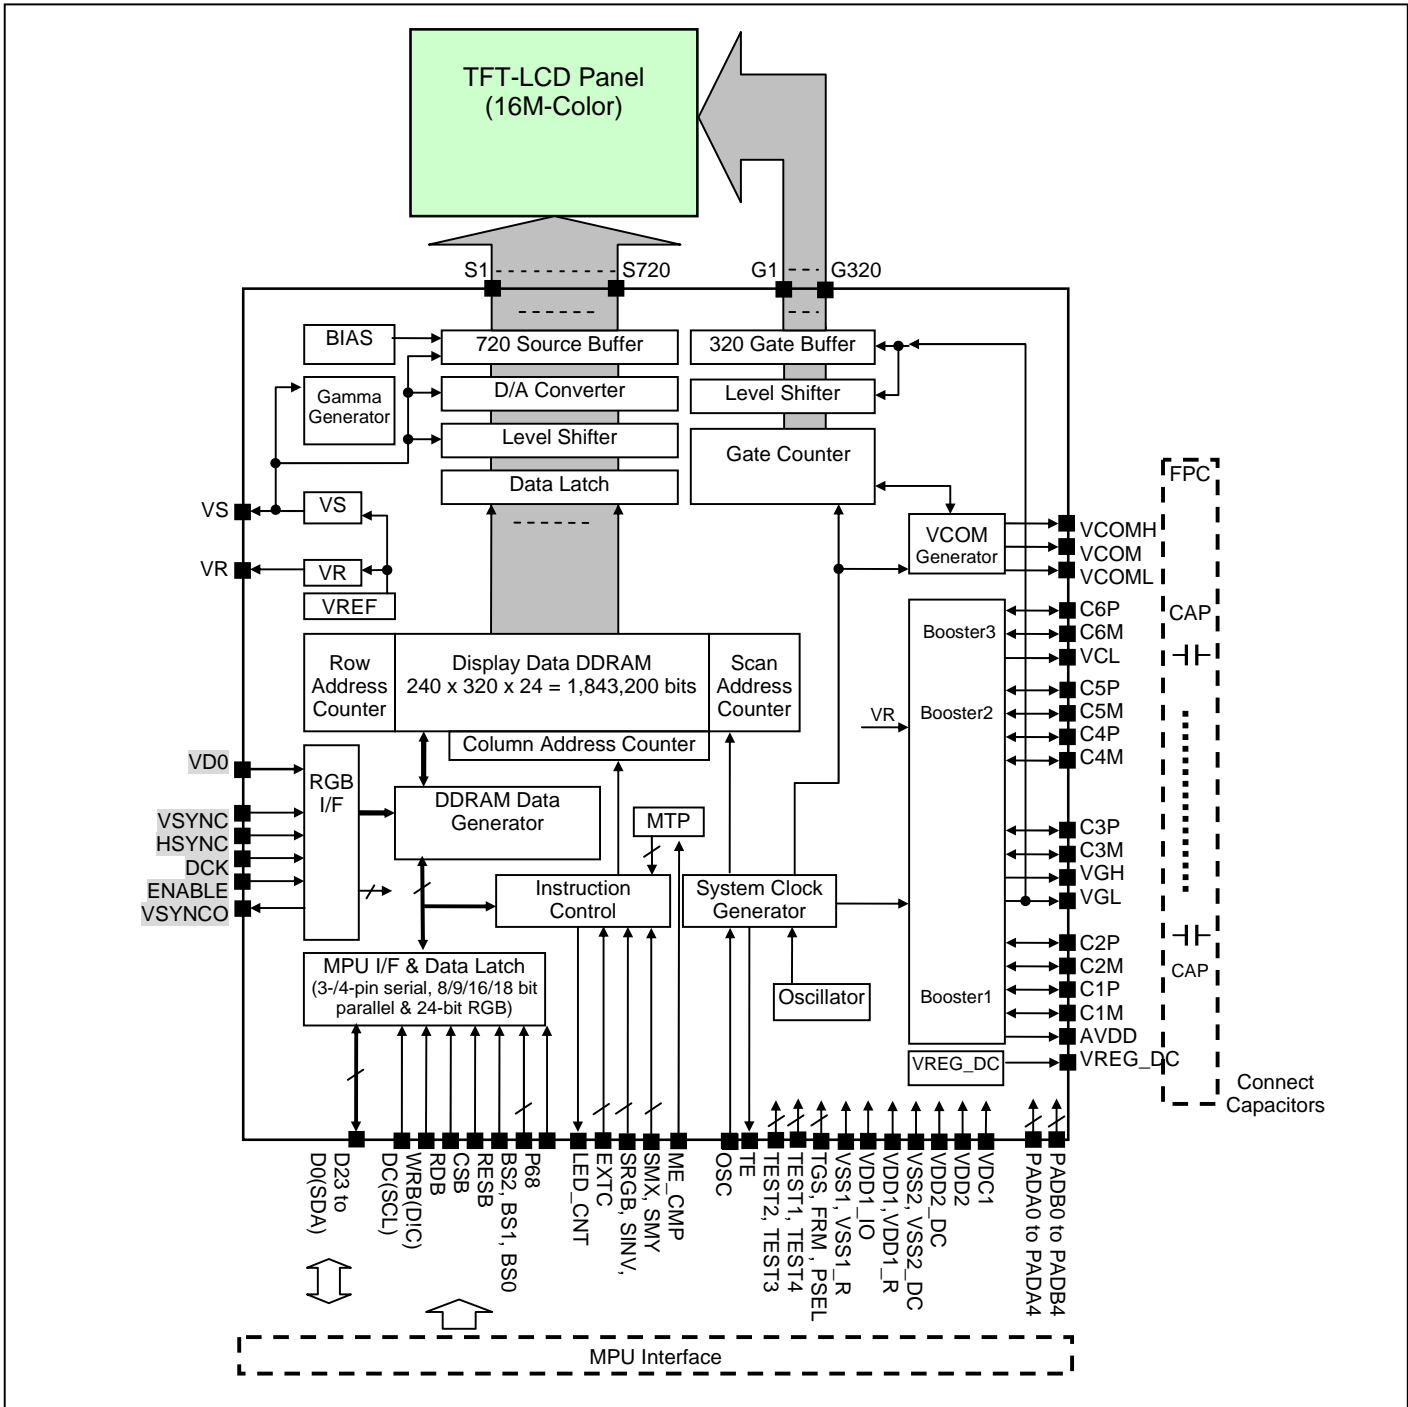 TFT-LCD Panel
(16M-Color)
S1
S720
G1
G320
BIAS
720 Source Buffer
320 Gate Buffer
Gamma
Generator
D/A Converter
Level Shifter
Level Shifter
Gate Counter
Data Latch
FPC
VS
VS
VCOM
Generator
VCOMH
VCOM
VCOML
VR
VR
VREF
C6P
CAP
Booster3
C6M
VCL
Row
Address
Counter
Display Data DDRAM
240 x 320 x 24 = 1,843,200 bits
Scan
Address
Counter
C5P
VR
Booster2
C5M
C4P
C4M
Column Address Counter
VD0
RGB
I/F
VSYNC
HSYNC
DCK
ENABLE
VSYNCO
DDRAM Data
Generator
MTP
C3P
C3M
VGH
VGL
Instruction
Control
System Clock
Generator
C2P
C2M
CAP
MPU I/F & Data Latch
(3-/4-pin serial, 8/9/16/18 bit
parallel & 24-bit RGB)
Oscillator
Booster1
C1P
C1M
AVDD
VREG_DC
VREG_DC
Connect
Capacitors
D23 to
D0(SDA)
DC(SCL)
WRB(D!C)
RDB
CSB
RESB
BS2, BS1, BS0
P68
LED_CNT
EXTC
SRGB, SINV,
SMX, SMY
ME_CMP
OSC
TE
TEST2, TEST3
TEST1, TEST4
TGS, FRM , PSEL
VSS1, VSS1_R
VDD1_IO
VDD1,VDD1_R
VSS2, VSS2_DC
VDD2_DC
VDD2
VDC1
PADA0 to PADA4
PADB0 to PADB4
MPU Interface